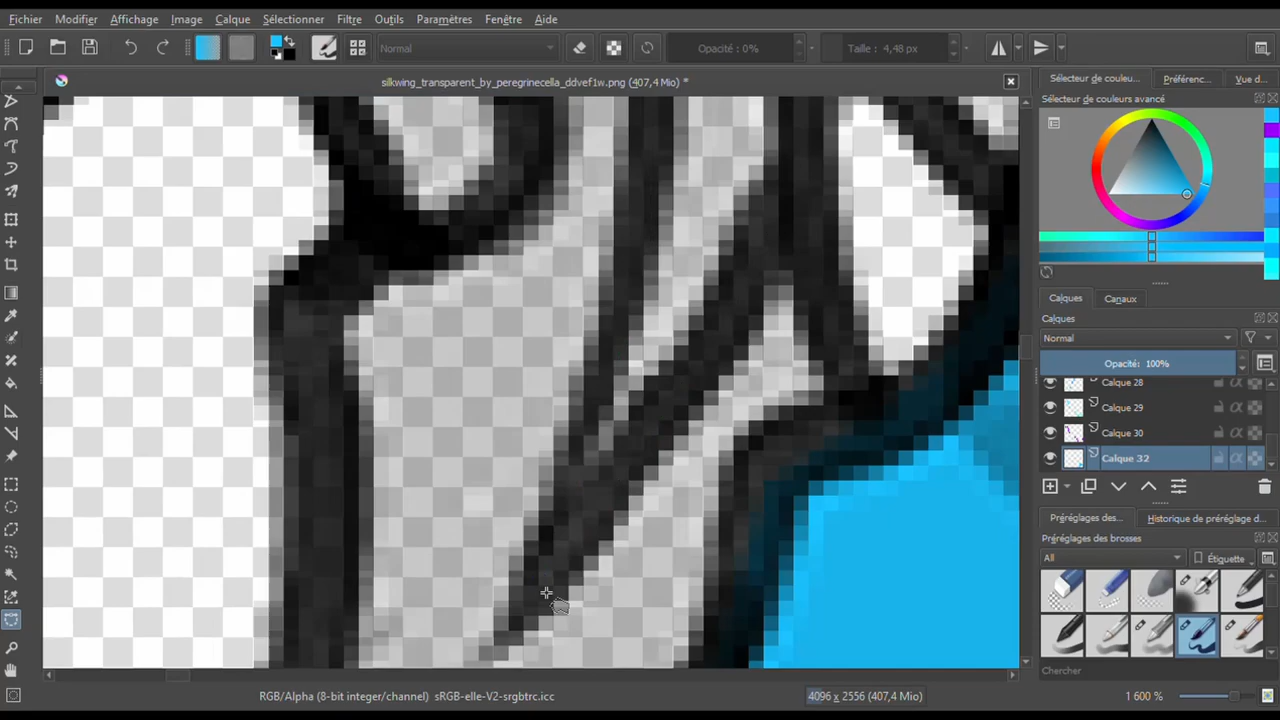 Fichier Modifier Affichage Image Calque Sélectionner Filtre Outils Paramètres Fenêtre Aide
Normal Opacité : 0% Taille : 4,48 px
silkwing_transparent_by_peregrinecella_ddvef1w.png (407,4 Mio) *
Sélecteur de couleu... Préférenc... Vue d...
Sélecteur de couleurs avancé
Calques Canaux
Calques
Normal
Opacité: 100%
Calque 28
Calque 29
Calque 30
Calque 32
Préréglages des... Historique de préréglage d...
Préréglages des brosses
All Étiquette
Chercher
RGB/Alpha (8-bit integer/channel) sRGB-elle-V2-srgbtrc.icc 4096 x 2556 (407,4 Mio) 1 600 %